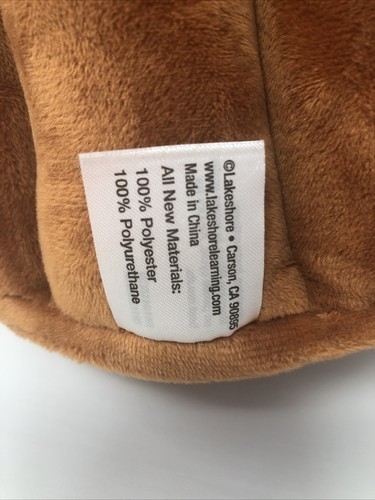 ©Lakeshore • Carson, CA 90895
www.lakeshorelearning.com
Made in China
All New Materials:
100% Polyester
100% Polyurethane